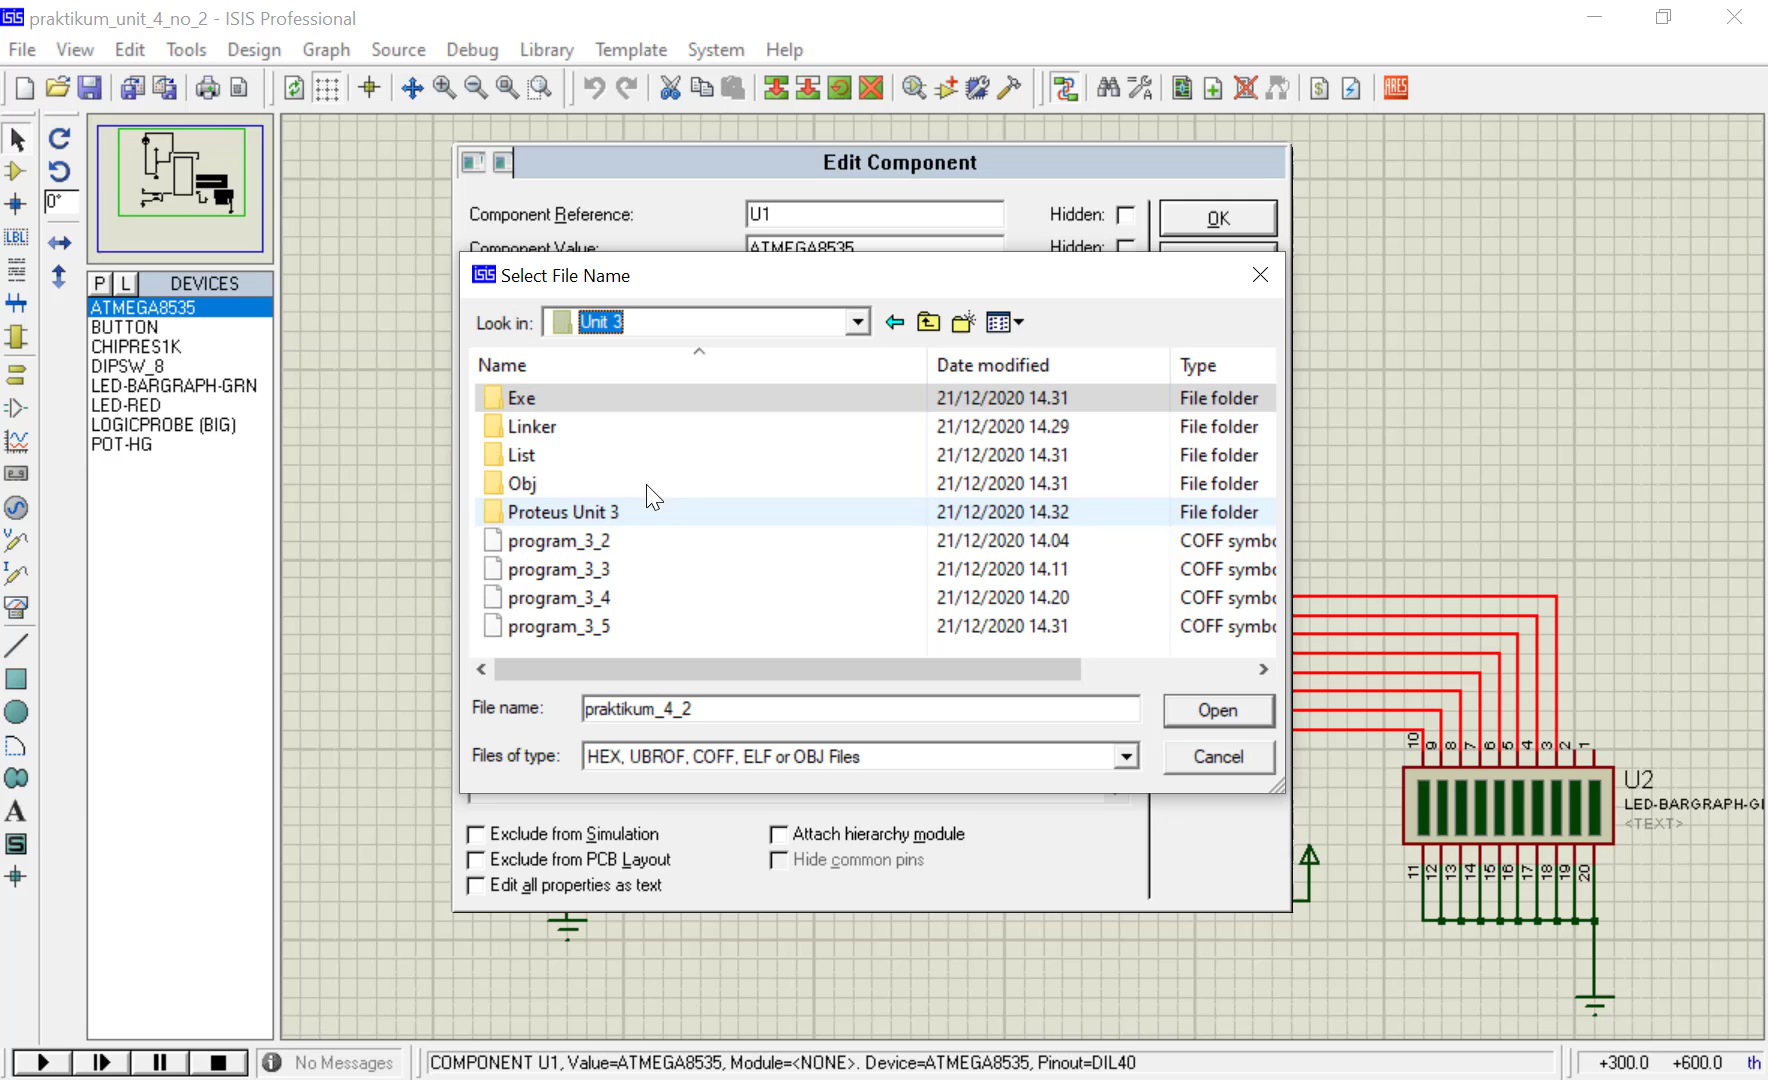 isis praktikum_unit_4_no_2 - ISIS Professional
File View Edit Tools Design Graph Source Debug Library Template System Help
ARES
0°
LBL
P L DEVICES
ATMEGA8535
BUTTON
CHIPRES1K
DIPSW_8
LED-BARGRAPH-GRN
LED-RED
LOGICPROBE (BIG)
POT-HG
A
S
Edit Component
Component Reference: U1 Hidden: OK
Component Value: ATMEGA8535 Hidden:
isis Select File Name
Look in: Unit 3
Name Date modified Type
Exe 21/12/2020 14.31 File folder
Linker 21/12/2020 14.29 File folder
List 21/12/2020 14.31 File folder
Obj 21/12/2020 14.31 File folder
Proteus Unit 3 21/12/2020 14.32 File folder
program_3_2 21/12/2020 14.04 COFF symbo
program_3_3 21/12/2020 14.11 COFF symbo
program_3_4 21/12/2020 14.20 COFF symbo
program_3_5 21/12/2020 14.31 COFF symbo
File name: praktikum_4_2 Open
Files of type: HEX, UBROF, COFF, ELF or OBJ Files Cancel
Exclude from Simulation Attach hierarchy module
Exclude from PCB Layout Hide common pins
Edit all properties as text
10 9 8 7 6 5 4 3 2 1
U2
LED-BARGRAPH-G
<TEXT>
11 12 13 14 15 16 17 18 19 20
No Messages COMPONENT U1, Value=ATMEGA8535, Module=<NONE>. Device=ATMEGA8535, Pinout=DIL40 +300.0 +600.0 th